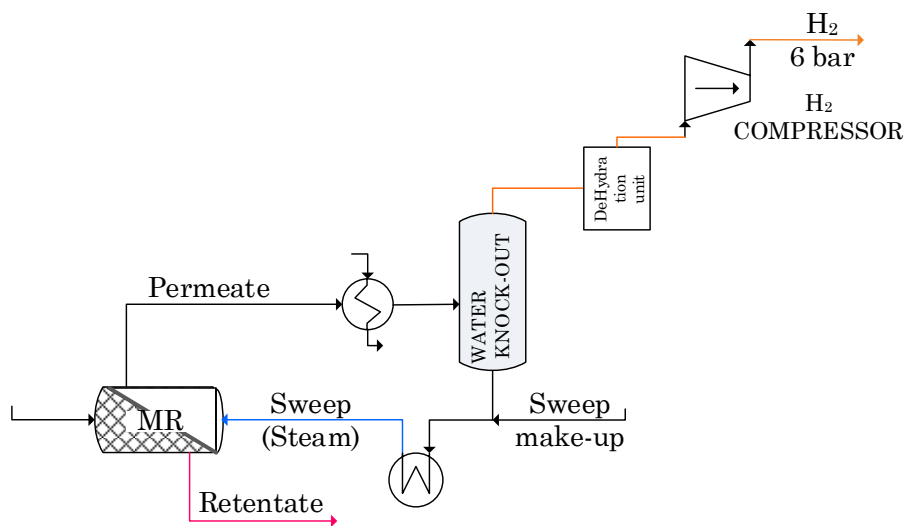 H₂
6 bar
H₂
COMPRESSOR
DeHydra
tion
unit
WATER
KNOCK-OUT
Permeate
MR
Sweep
(Steam)
Sweep
make-up
Retentate